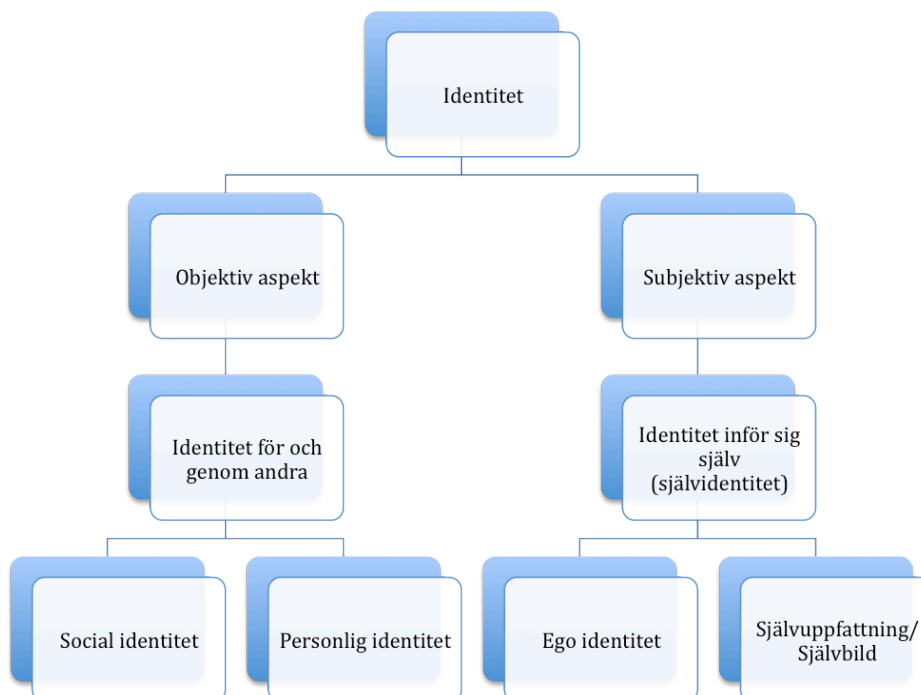 Identitet
Objektiv aspekt
Subjektiv aspekt
Identitet för och
genom andra
Identitet inför sig
själv
(självidentitet)
Social identitet
Personlig identitet
Ego identitet
Självuppfattning/
Självbild